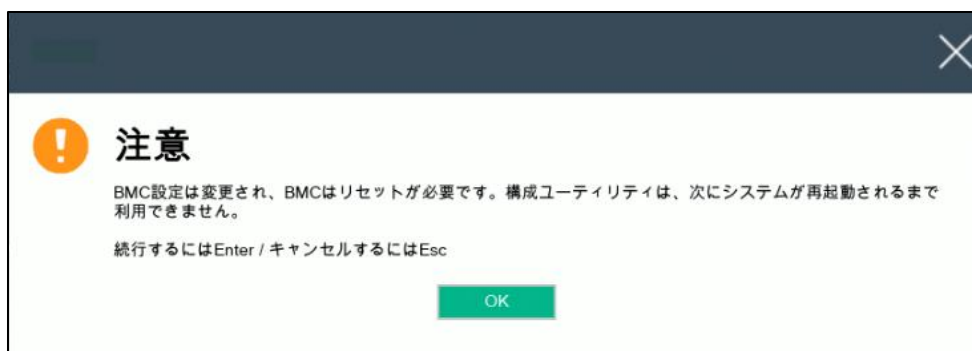 注意
BMC設定は変更され、BMCはリセットが必要です。構成ユーティリティは、次にシステムが再起動されるまで
利用できません。
続行するにはEnter / キャンセルするにはEsc
OK